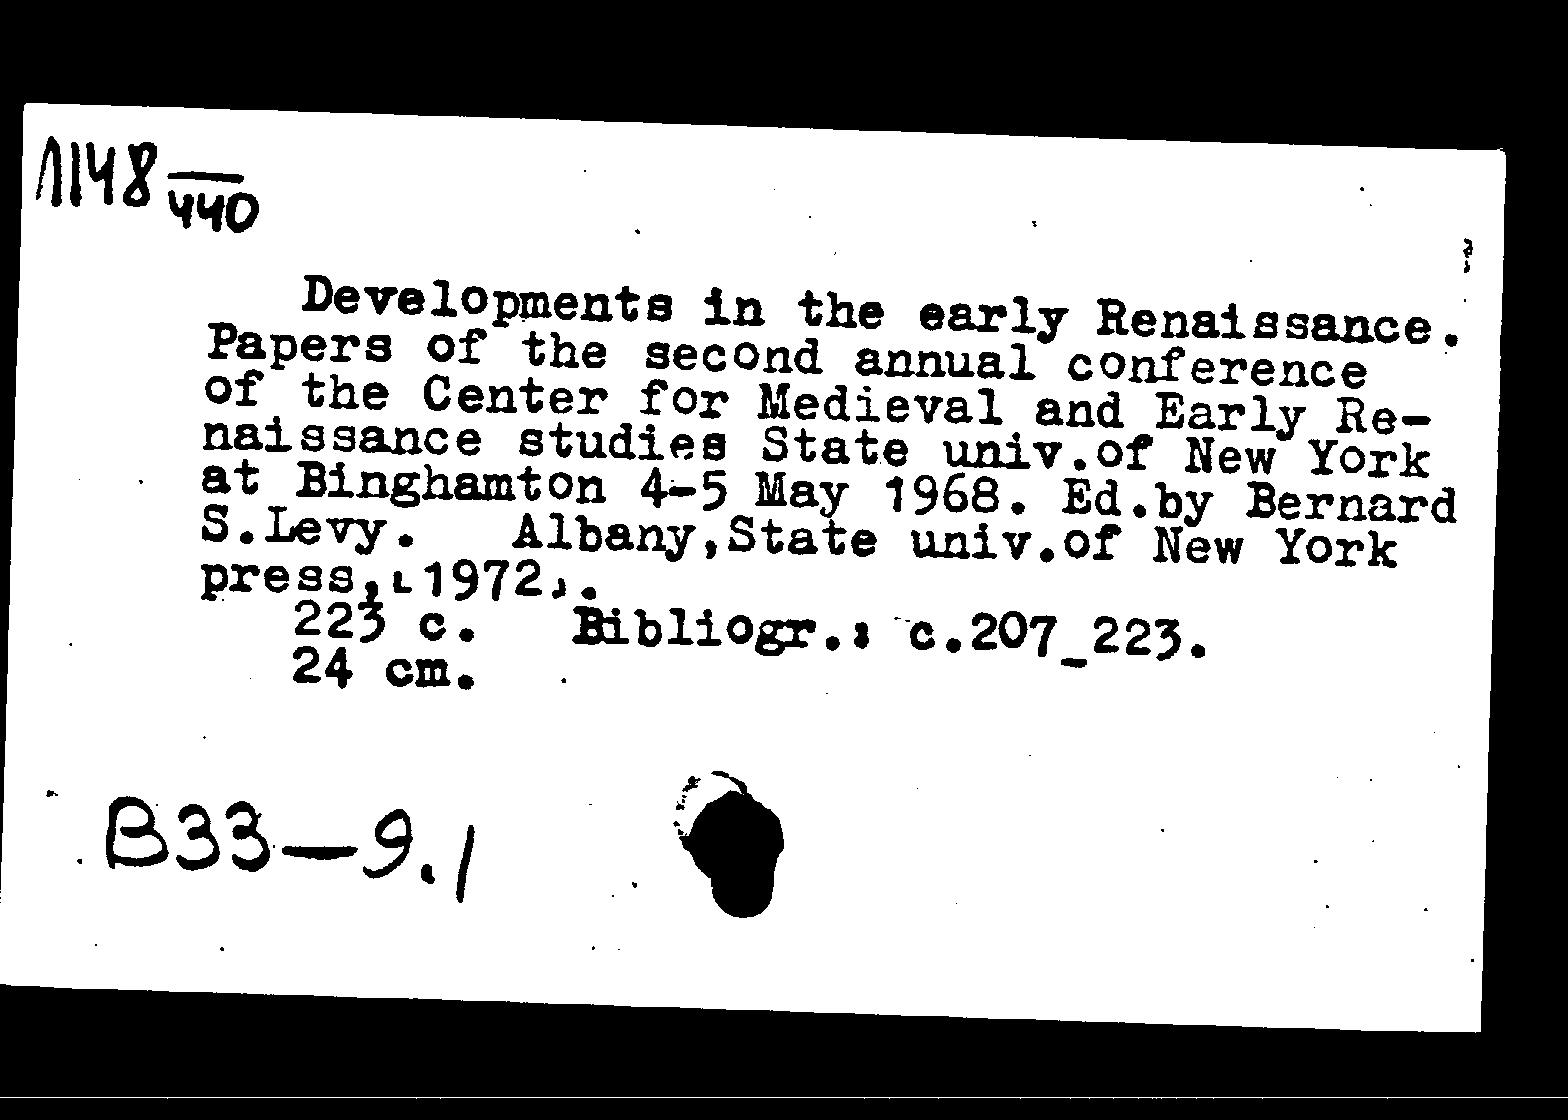 Л148
440
Developments in the early Renaissance.
Papers of the second annual conference
of the Center for Medieval and Early Re-
naissance studies State univ.of New York
at Binghamton 4-5 May 1968. Ed.by Bernard
S.Levy. Albany,State univ.of New York
press,[1972].
223 c. Bibliogr.: c.207_223.
24 cm.
B33—9.1